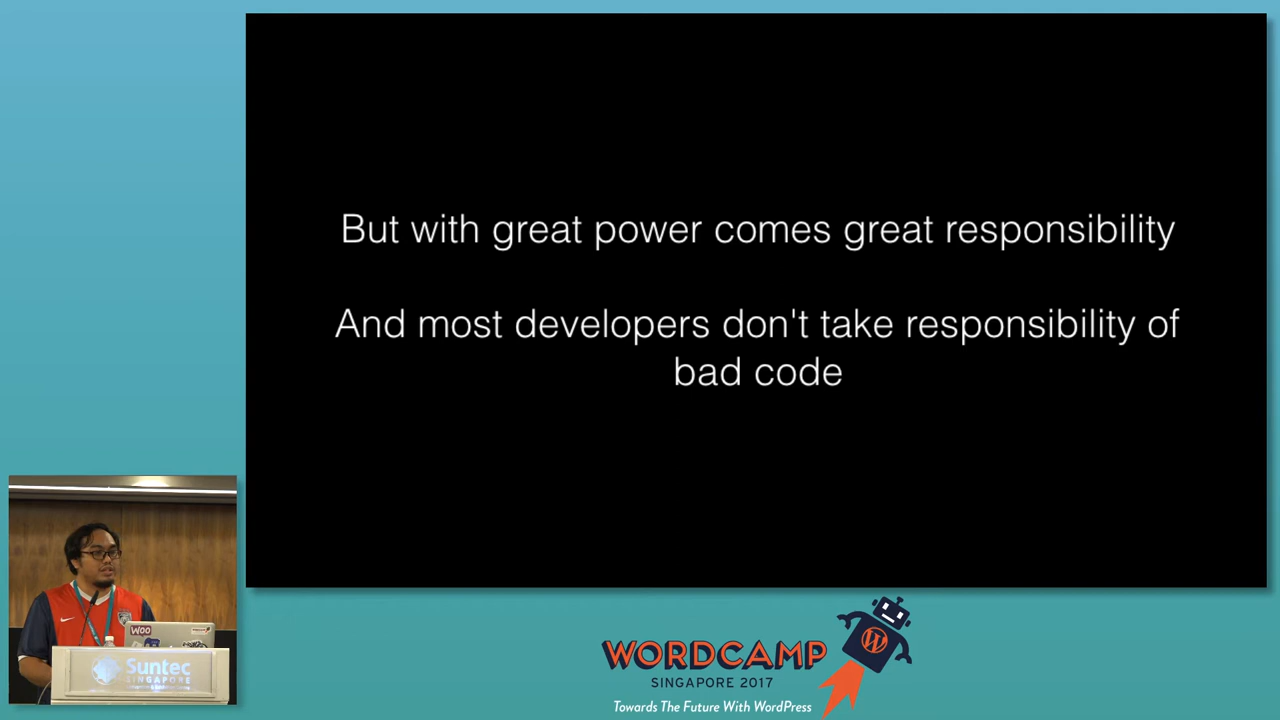 But with great power comes great responsibility
And most developers don't take responsibility of
bad code
WOO
Suntec
SINGAPORE
WORDCAMP
SINGAPORE 2017
Towards The Future With WordPress